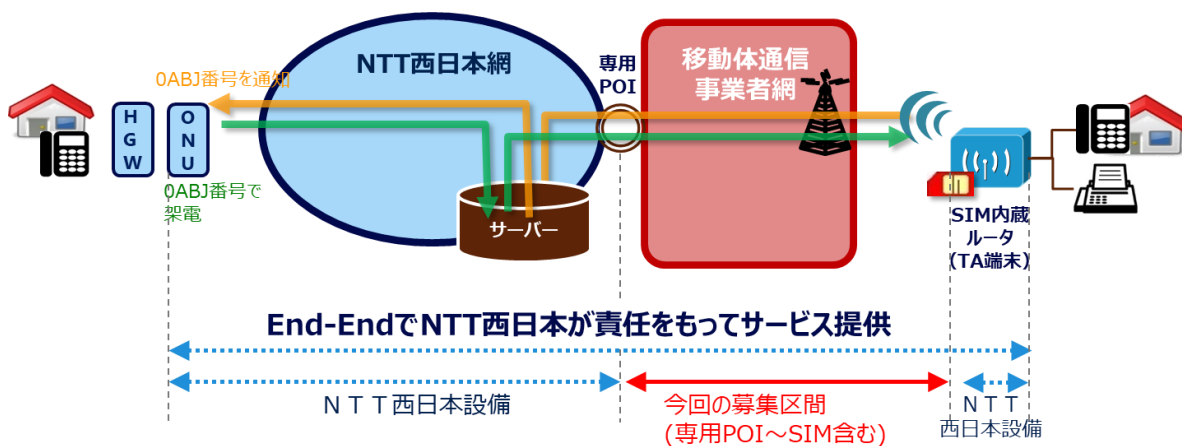 NTT西日本網
専用
POI
移動体通信
事業者網
0ABJ番号を通知
HGW
ONU
0ABJ番号で
架電
サーバー
SIM内蔵
ルータ
(TA端末)
End-EndでNTT西日本が責任をもってサービス提供
ＮＴＴ西日本設備
今回の募集区間
(専用POI～SIM含む)
ＮＴＴ
西日本設備